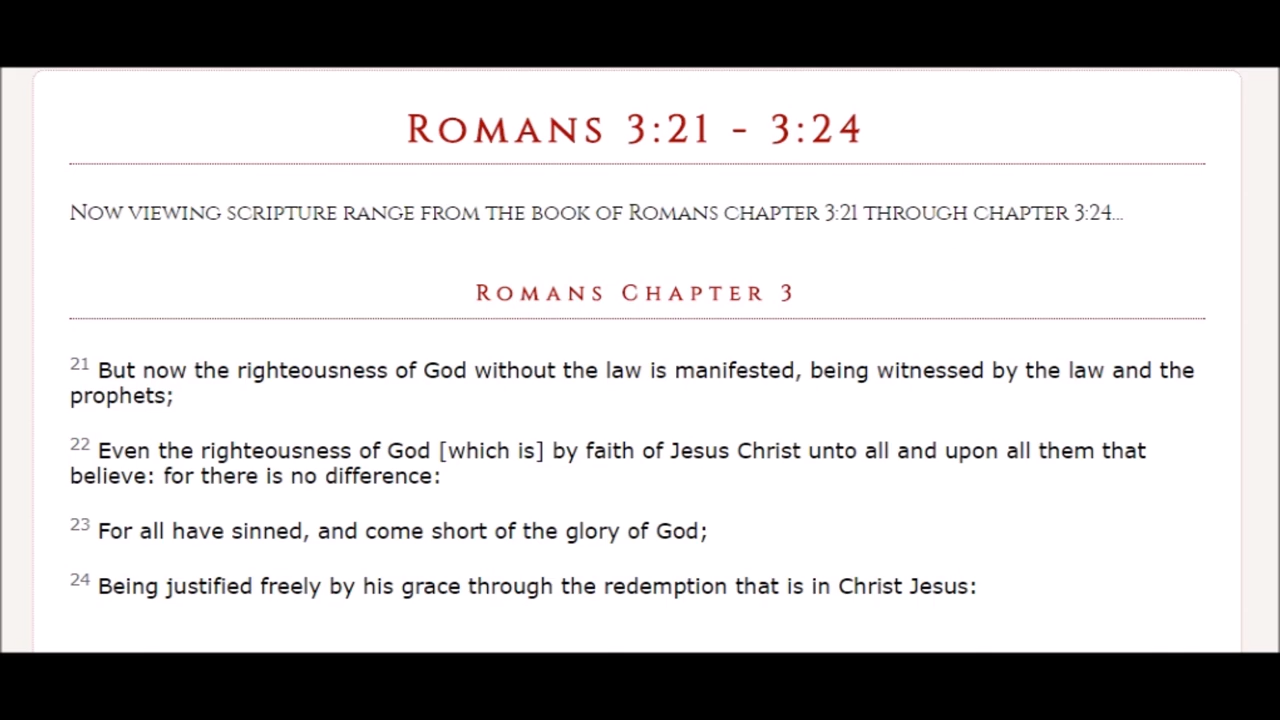 Romans 3:21 - 3:24
Now viewing scripture range from the book of Romans chapter 3:21 through chapter 3:24...
Romans Chapter 3
21 But now the righteousness of God without the law is manifested, being witnessed by the law and the
prophets;
22 Even the righteousness of God [which is] by faith of Jesus Christ unto all and upon all them that
believe: for there is no difference:
23 For all have sinned, and come short of the glory of God;
24 Being justified freely by his grace through the redemption that is in Christ Jesus: